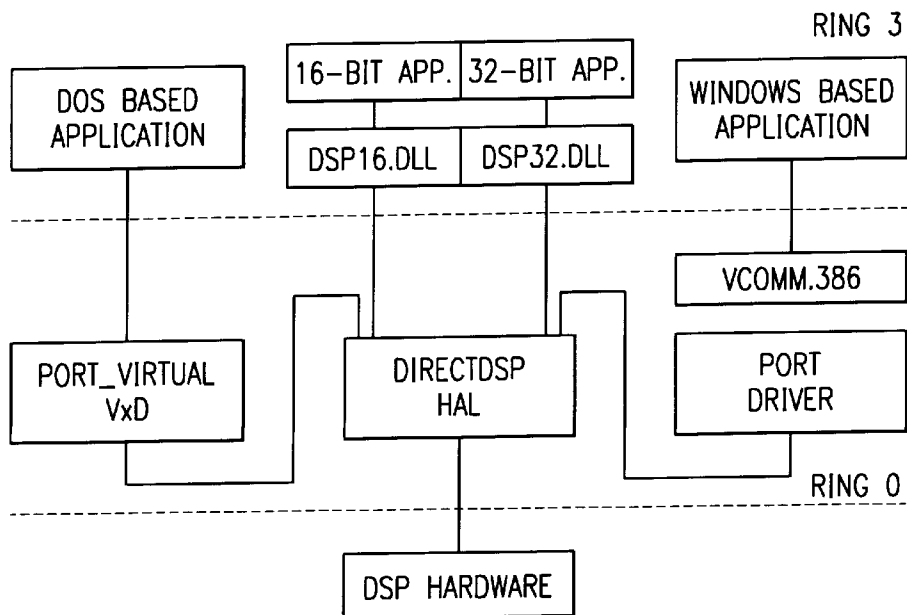 RING 3
DOS BASED
APPLICATION
16-BIT APP.
32-BIT APP.
DSP16.DLL
DSP32.DLL
WINDOWS BASED
APPLICATION
VCOMM.386
PORT_VIRTUAL
VxD
DIRECTDSP
HAL
PORT
DRIVER
RING 0
DSP HARDWARE